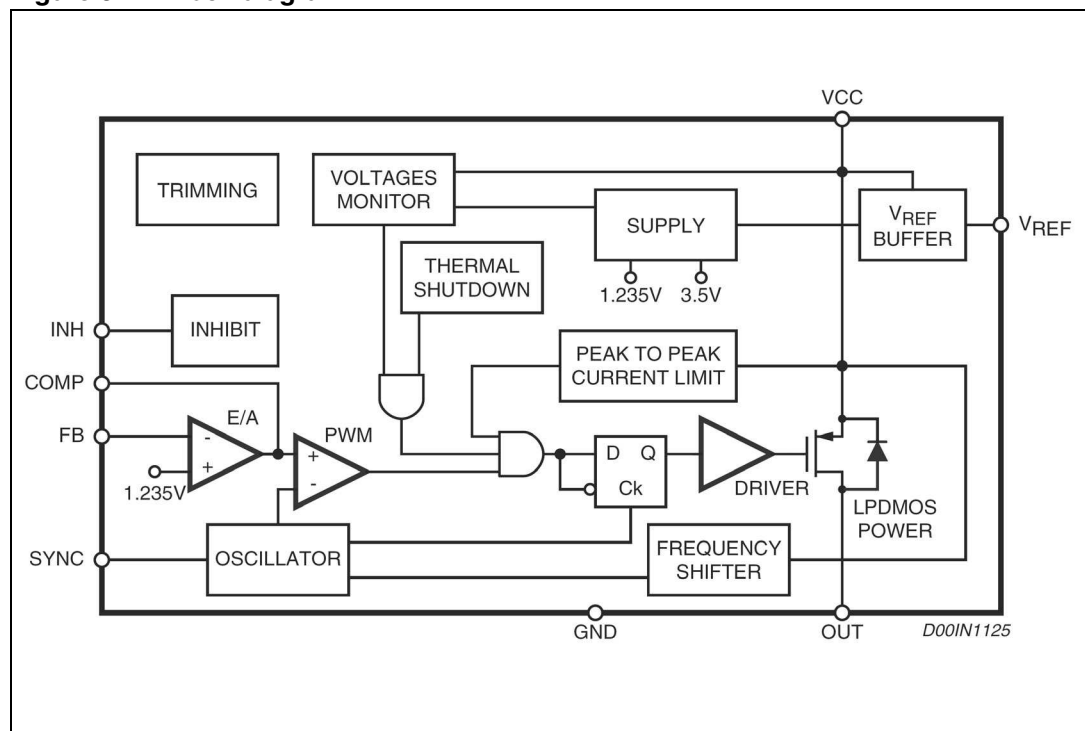 VCC
TRIMMING
VOLTAGES
MONITOR
SUPPLY
VREF
BUFFER
VREF
THERMAL
SHUTDOWN
1.235V
3.5V
INH
INHIBIT
PEAK TO PEAK
CURRENT LIMIT
COMP
E/A
FB
-
+
1.235V
PWM
+
-
D
Q
Ck
DRIVER
LPDMOS
POWER
SYNC
OSCILLATOR
FREQUENCY
SHIFTER
GND
OUT
D00IN1125